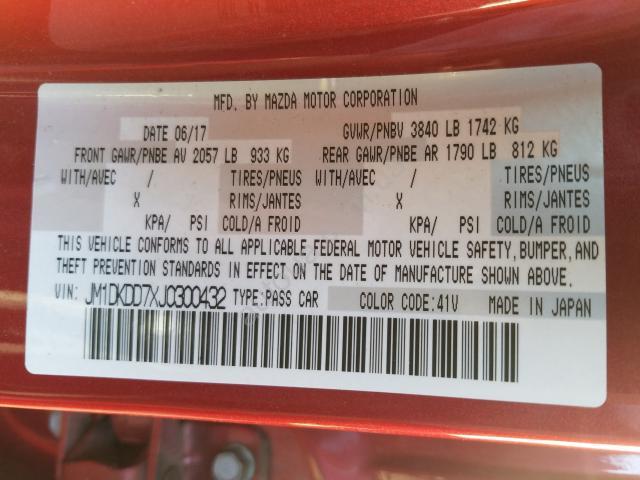 MFD. BY MAZDA MOTOR CORPORATION
DATE 06/17 GVWR/PNBV 3840 LB 1742 KG
FRONT GAWR/PNBE AV 2057 LB 933 KG REAR GAWR/PNBE AR 1790 LB 812 KG
WITH/AVEC / TIRES/PNEUS WITH/AVEC / TIRES/PNEUS
X RIMS/JANTES X RIMS/JANTES
KPA/ PSI COLD/A FROID KPA/ PSI COLD/A FROID
THIS VEHICLE CONFORMS TO ALL APPLICABLE FEDERAL MOTOR VEHICLE SAFETY, BUMPER, AND
THEFT PREVENTION STANDARDS IN EFFECT ON THE DATE OF MANUFACTURE SHOWN ABOVE.
VIN: JM1DKDD7XJ0300432 TYPE:PASS CAR COLOR CODE:41V MADE IN JAPAN